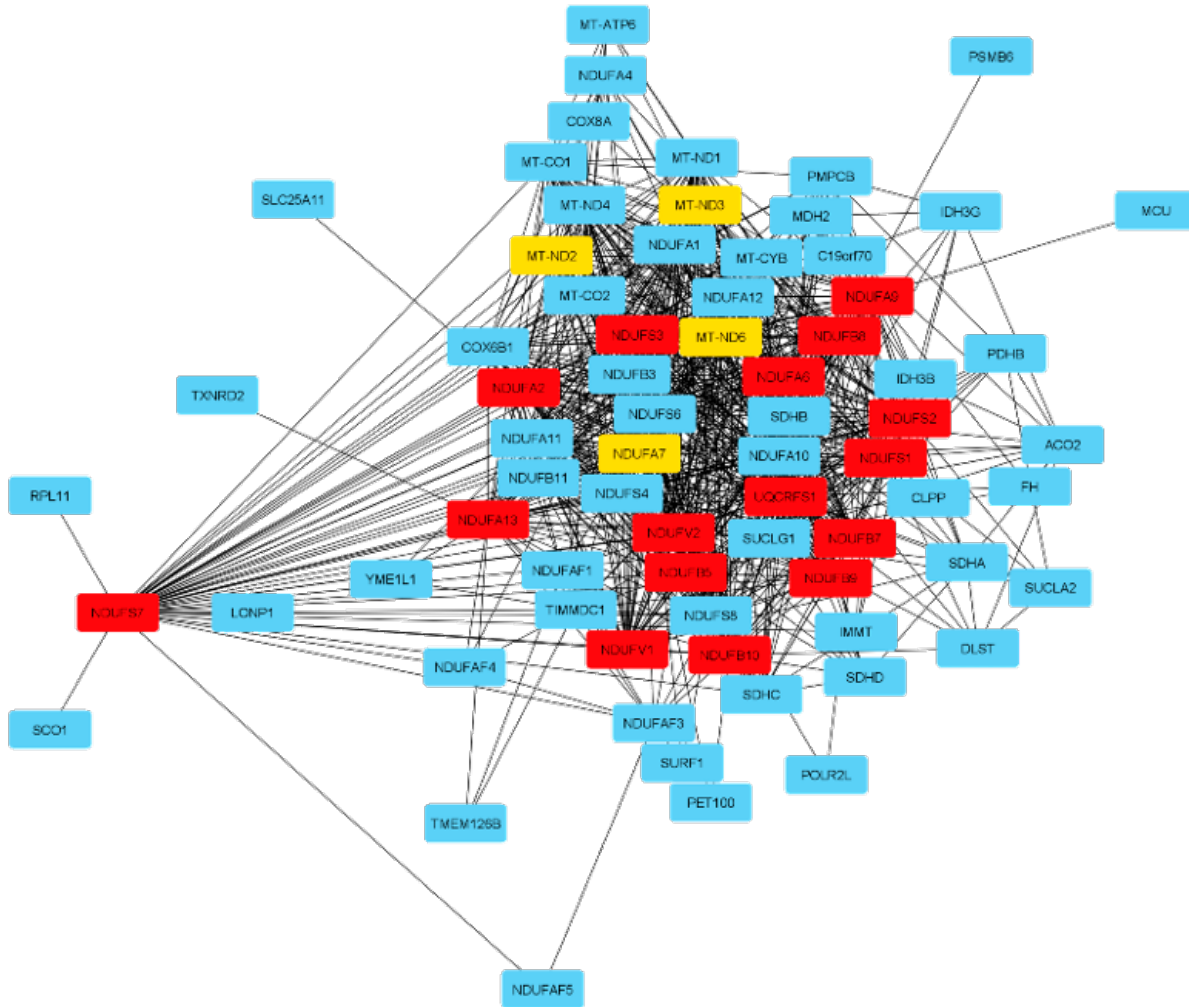 MT-ATP6
PSMB6
NDUFA4
COX8A
MT-CO1
MT-ND1
PMPCB
SLC25A11
MT-ND4
MT-ND3
MDH2
IDH3G
MCU
MT-ND2
NDUFA1
MT-CYB
C19orf70
MT-CO2
NDUFA12
NDUFA9
NDUFS3
MT-ND6
NDUFB8
COX6B1
PDHB
TXNRD2
NDUFA2
NDUFB3
NDUFA6
IDH3B
NDUFS6
SDHB
NDUFS2
NDUFA11
NDUFA7
NDUFA10
NDUFS1
ACO2
RPL11
NDUFB11
NDUFS4
UQCRFS1
CLPP
FH
NDUFA13
NDUFV2
SUCLG1
NDUFB7
NDUFAF1
NDUFB5
NDUFB9
SDHA
SUCLA2
YME1L1
NDUFS7
LONP1
TIMMDC1
NDUFS8
IMMT
DLST
NDUFV1
NDUFB10
NDUFAF4
SDHC
SDHD
SCO1
NDUFAF3
SURF1
POLR2L
PET100
TMEM126B
NDUFAF5